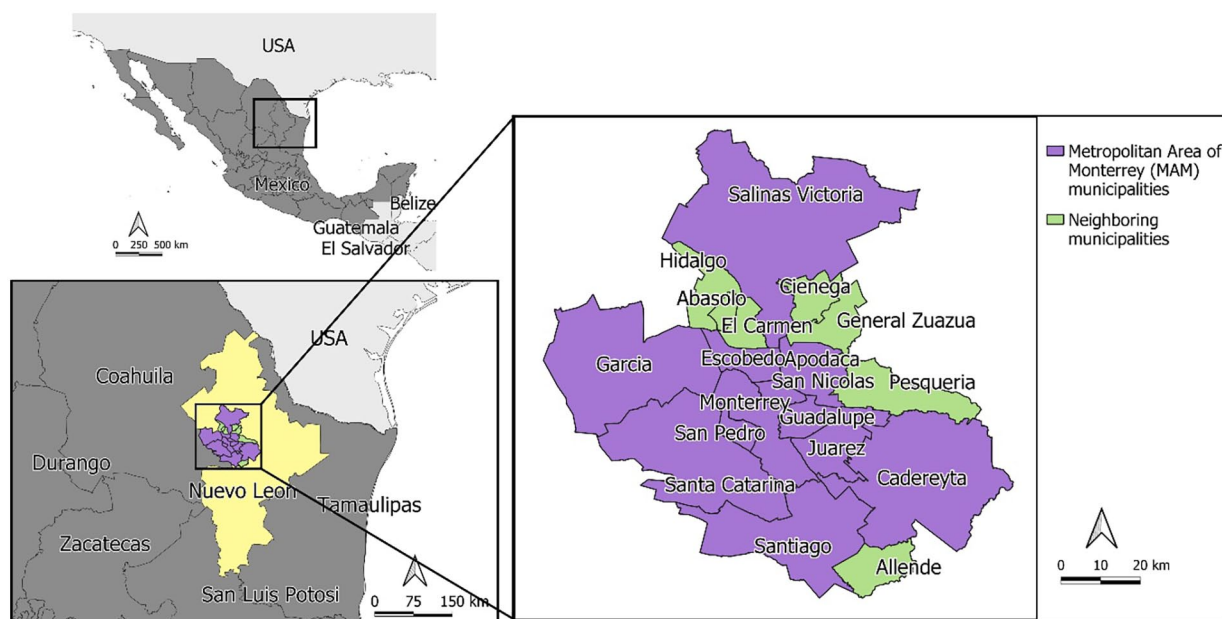 USA
Mexico
Belize
Guatemala
El Salvador
0 250 500 km
USA
Coahuila
Durango
Nuevo Leon
Tamaulipas
Zacatecas
San Luis Potosi
0 75 150 km
Salinas Victoria
Hidalgo
Cienega
Abasolo
El Carmen
General Zuazua
Garcia
Escobedo
Apodaca
San Nicolas
Pesqueria
Monterrey
Guadalupe
San Pedro
Juarez
Santa Catarina
Cadereyta
Santiago
Allende
Metropolitan Area of
Monterrey (MAM)
municipalities
Neighboring
municipalities
0 10 20 km